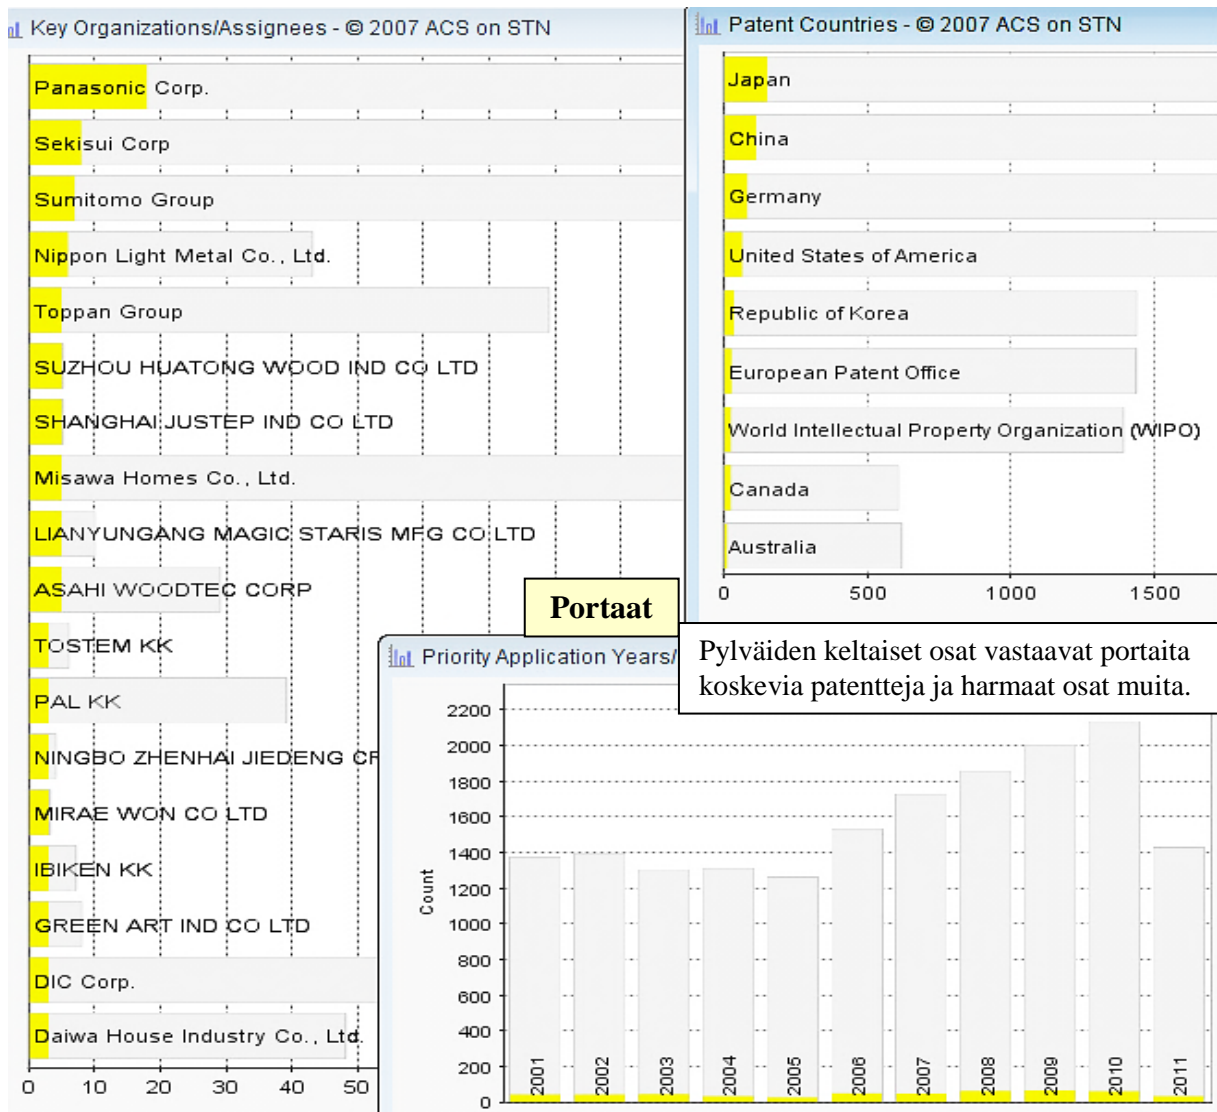 Key Organizations/Assignees - © 2007 ACS on STN
Panasonic Corp.
Sekisui Corp
Sumitomo Group
Nippon Light Metal Co., Ltd.
Toppan Group
SUZHOU HUATONG WOOD IND CO LTD
SHANGHAI JUSTEP IND CO LTD
Misawa Homes Co., Ltd.
LIANYUNGANG MAGIC STARIS MFG CO LTD
ASAHI WOODTEC CORP
TOSTEM KK
PAL KK
NINGBO ZHENHAI JIEDENG
MIRAE WON CO LTD
IBIKEN KK
GREEN ART IND CO LTD
DIC Corp.
Daiwa House Industry Co., Ltd.
0 10 20 30 40 50
Patent Countries - © 2007 ACS on STN
Japan
China
Germany
United States of America
Republic of Korea
European Patent Office
World Intellectual Property Organization (WIPO)
Canada
Australia
0 500 1000 1500
Portaat
Pylväiden keltaiset osat vastaavat portaita
koskevia patentteja ja harmaat osat muita.
Priority Application Years/
Count
2200
2000
1800
1600
1400
1200
1000
800
600
400
200
0
2001 2002 2003 2004 2005 2006 2007 2008 2009 2010 2011